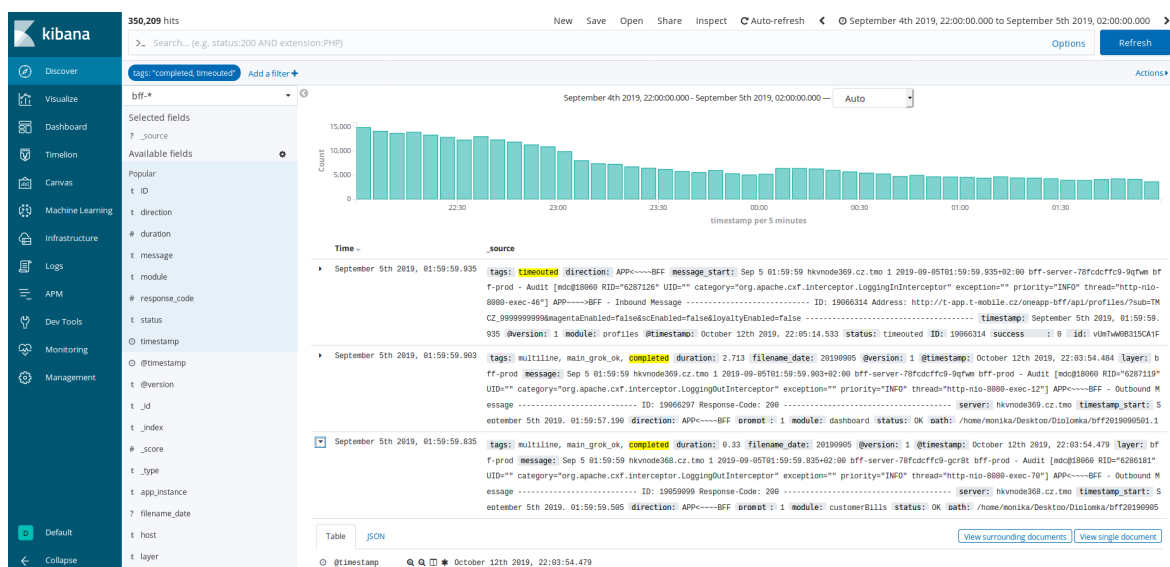 kibana
Discover
Visualize
Dashboard
Timelion
Canvas
Machine Learning
Infrastructure
Logs
APM
Dev Tools
Monitoring
Management
D Default
Collapse
350,209 hits
New Save Open Share Inspect Auto-refresh September 4th 2019, 22:00:00.000 to September 5th 2019, 02:00:00.000
>_ Search... (e.g. status:200 AND extension:PHP) Options Refresh
tags: "completed, timeouted" Add a filter + Actions
bff-*
Selected fields
? _source
Available fields
Popular
t ID
t direction
# duration
t message
t module
# response_code
t status
timestamp
@timestamp
t @version
t _id
t _index
# _score
t _type
t app_instance
? filename_date
t host
t layer
September 4th 2019, 22:00:00.000 - September 5th 2019, 02:00:00.000 — Auto
Count
15,000
10,000
5,000
0
22:30 23:00 23:30 00:00 00:30 01:00 01:30
timestamp per 5 minutes
Time _source
September 5th 2019, 01:59:59.935 tags: timeouted direction: APP<~~~~BFF message_start: Sep 5 01:59:59 hkvnode369.cz.tmo 1 2019-09-05T01:59:59.935+02:00 bff-server-78fcdcffc9-9qfwm bf
f-prod - Audit [mdc@18060 RID="6287126" UID="" category="org.apache.cxf.interceptor.LoggingInInterceptor" exception="" priority="INFO" thread="http-nio-
8080-exec-46"] APP~~~~>BFF - Inbound Message --------------------------- ID: 19066314 Address: http://t-app.t-mobile.cz/oneapp-bff/api/profiles/?sub=TM
CZ_9999999999&magentaEnabled=false&scEnabled=false&loyaltyEnabled=false ------------------------------------ timestamp: September 5th 2019, 01:59:59.
935 @version: 1 module: profiles @timestamp: October 12th 2019, 22:05:14.533 status: timeouted ID: 19066314 success : 0 _id: vUmTwW0B315CA1F
September 5th 2019, 01:59:59.903 tags: multiline, main_grok_ok, completed duration: 2.713 filename_date: 20190905 @version: 1 @timestamp: October 12th 2019, 22:03:54.484 layer: b
ff-prod message: Sep 5 01:59:59 hkvnode369.cz.tmo 1 2019-09-05T01:59:59.903+02:00 bff-server-78fcdcffc9-9qfwm bff-prod - Audit [mdc@18060 RID="6287119"
UID="" category="org.apache.cxf.interceptor.LoggingOutInterceptor" exception="" priority="INFO" thread="http-nio-8080-exec-12"] APP<~~~~BFF - Outbound M
essage --------------------------- ID: 19066297 Response-Code: 200 ------------------------------------ server: hkvnode369.cz.tmo timestamp_start: S
eptember 5th 2019, 01:59:57.190 direction: APP<~~~~BFF prompt : 1 module: dashboard status: OK path: /home/monika/Desktop/Diplomka/bff2019090501.1
September 5th 2019, 01:59:59.835 tags: multiline, main_grok_ok, completed duration: 0.33 filename_date: 20190905 @version: 1 @timestamp: October 12th 2019, 22:03:54.479 layer: bf
f-prod message: Sep 5 01:59:59 hkvnode368.cz.tmo 1 2019-09-05T01:59:59.835+02:00 bff-server-78fcdcffc9-gcr8t bff-prod - Audit [mdc@18060 RID="6286181"
UID="" category="org.apache.cxf.interceptor.LoggingOutInterceptor" exception="" priority="INFO" thread="http-nio-8080-exec-70"] APP<~~~~BFF - Outbound M
essage --------------------------- ID: 19059099 Response-Code: 200 ------------------------------------ server: hkvnode368.cz.tmo timestamp_start: S
eptember 5th 2019, 01:59:59.505 direction: APP<~~~~BFF prompt : 1 module: customerBills status: OK path: /home/monika/Desktop/Diplomka/bff20190905
Table JSON View surrounding documents View single document
@timestamp October 12th 2019, 22:03:54.479